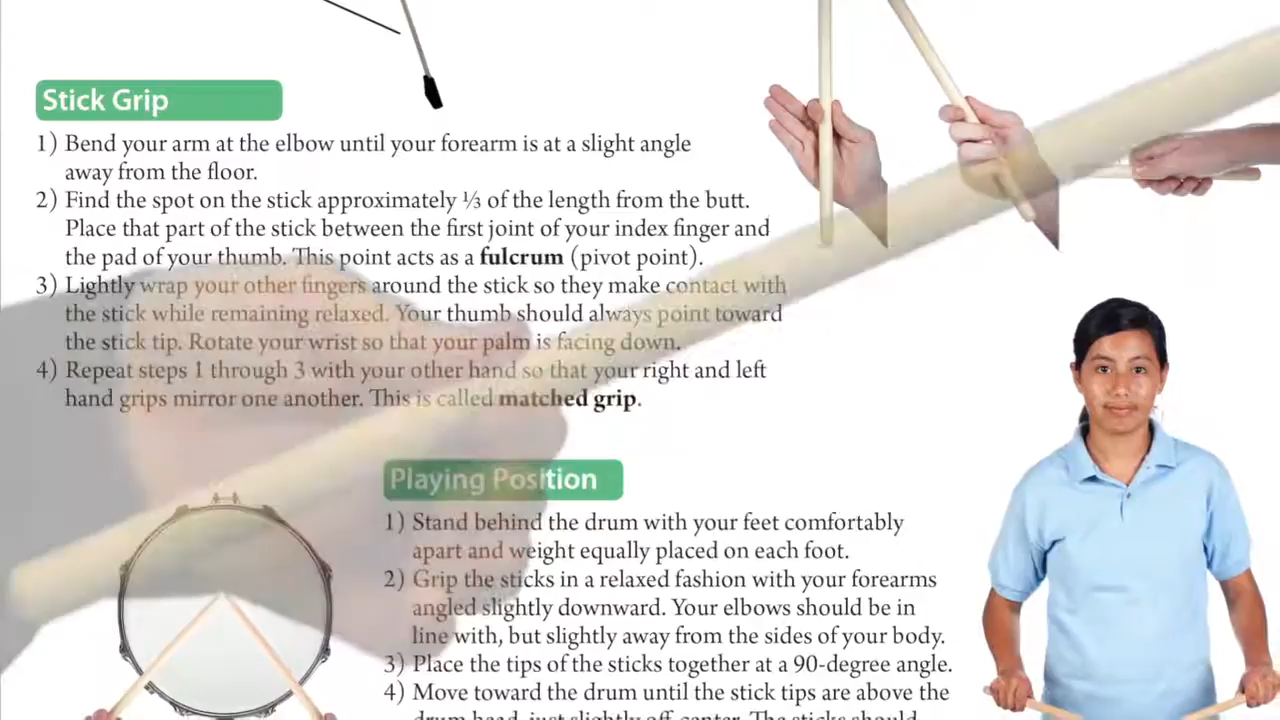 Stick Grip
1) Bend your arm at the elbow until your forearm is at a slight angle
away from the floor.
2) Find the spot on the stick approximately ⅓ of the length from the butt.
Place that part of the stick between the first joint of your index finger and
the pad of your thumb. This point acts as a fulcrum (pivot point).
3) Lightly wrap your other fingers around the stick so they make contact with
the stick while remaining relaxed. Your thumb should always point toward
the stick tip. Rotate your wrist so that your palm is facing down.
4) Repeat steps 1 through 3 with your other hand so that your right and left
hand grips mirror one another. This is called matched grip.
Playing Position
1) Stand behind the drum with your feet comfortably
apart and weight equally placed on each foot.
2) Grip the sticks in a relaxed fashion with your forearms
angled slightly downward. Your elbows should be in
line with, but slightly away from the sides of your body.
3) Place the tips of the sticks together at a 90-degree angle.
4) Move toward the drum until the stick tips are above the
drum head, just slightly off-center. The sticks should